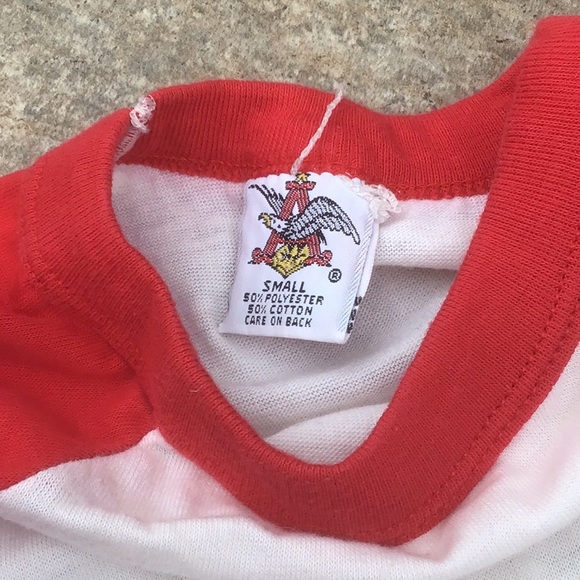 A
®
SMALL
50% POLYESTER
50% COTTON
CARE ON BACK